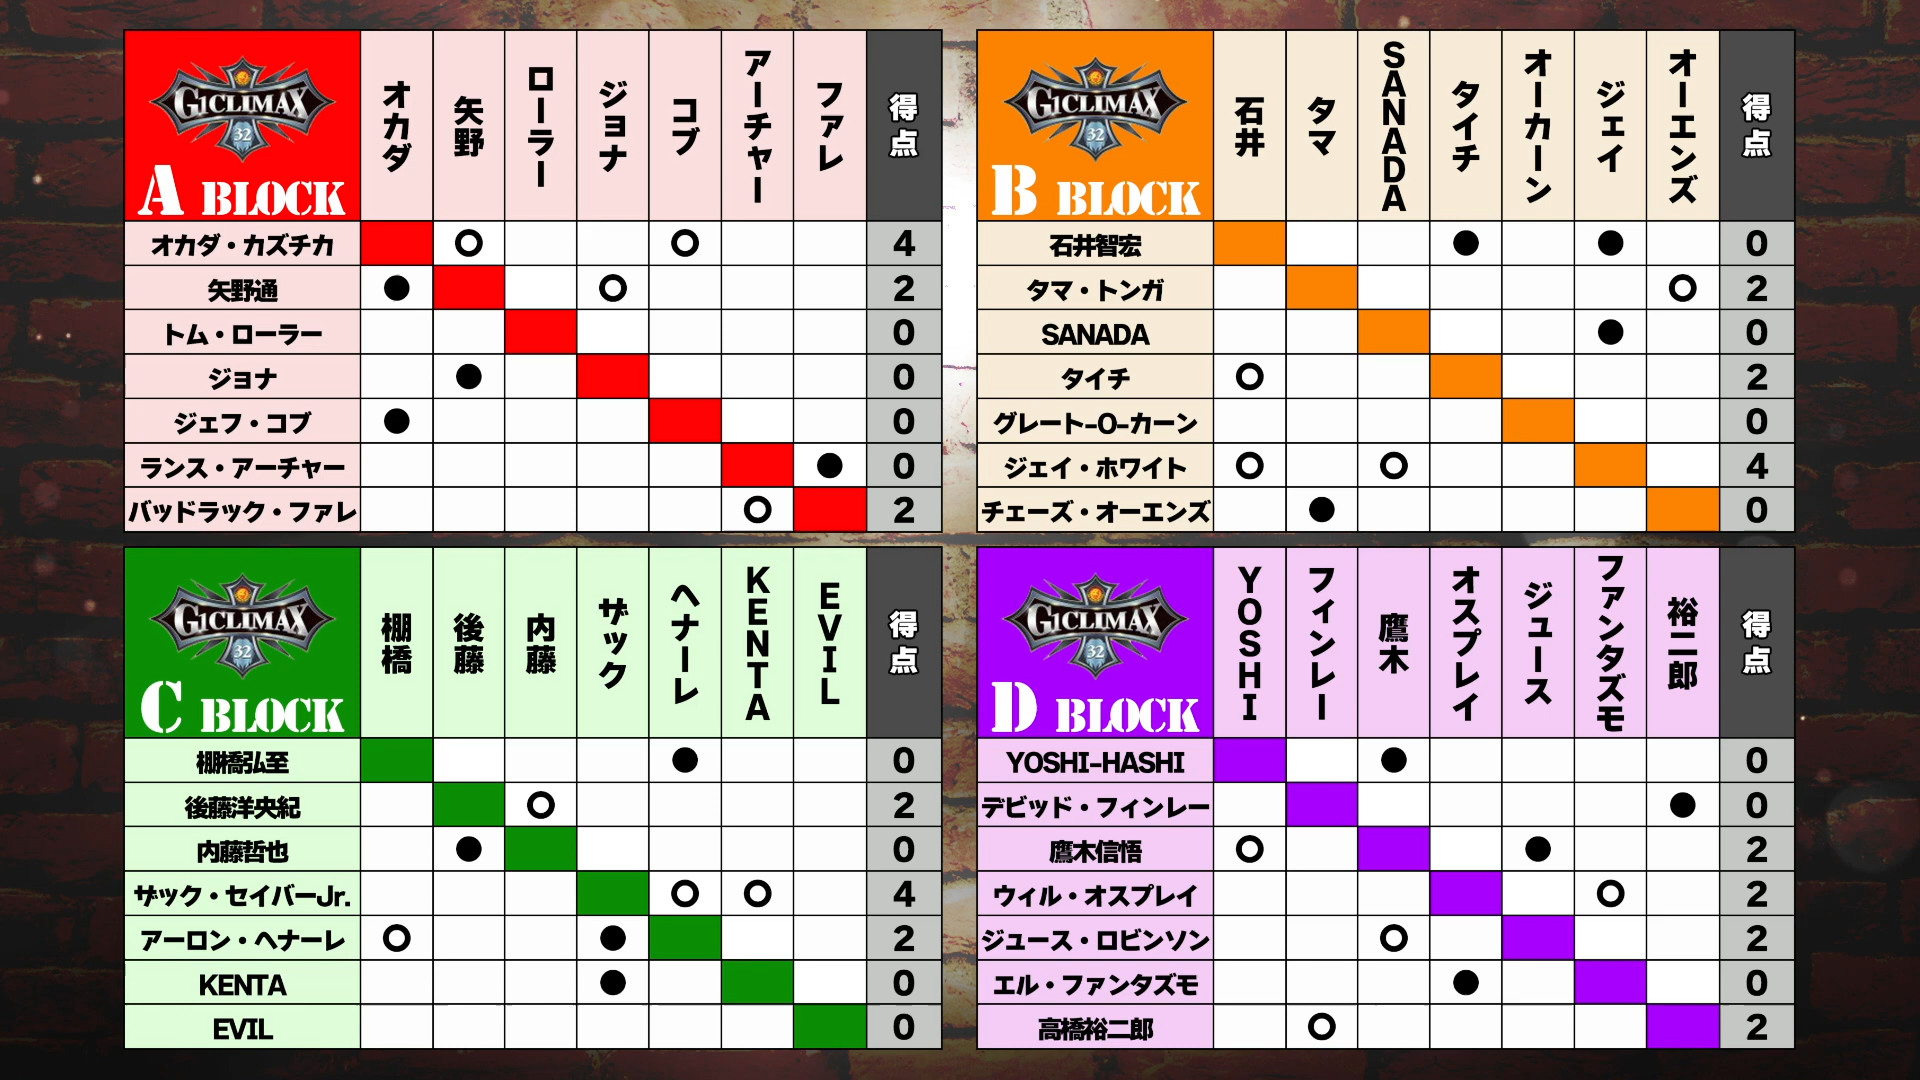 G1 CLIMAX 32
A BLOCK
オカダ 矢野 ローラー ジョナ コブ アーチャー ファレ 得点
オカダ・カズチカ ○ ○ 4
矢野通 ● ○ 2
トム・ローラー 0
ジョナ ● 0
ジェフ・コブ ● 0
ランス・アーチャー ● 0
バッドラック・ファレ ○ 2
G1 CLIMAX 32
B BLOCK
石井 タマ SANADA タイチ オーカーン ジェイ オーエンズ 得点
石井智宏 ● ● 0
タマ・トンガ ○ 2
SANADA ● 0
タイチ ○ 2
グレート-O-カーン 0
ジェイ・ホワイト ○ ○ 4
チェーズ・オーエンズ ● 0
G1 CLIMAX 32
C BLOCK
棚橋 後藤 内藤 ザック ヘナーレ KENTA EVIL 得点
棚橋弘至 ● 0
後藤洋央紀 ○ 2
内藤哲也 ● 0
ザック・セイバーJr. ○ ○ 4
アーロン・ヘナーレ ○ ● 2
KENTA ● 0
EVIL 0
G1 CLIMAX 32
D BLOCK
YOSHI フィンレー 鷹木 オスプレイ ジュース ファンタズモ 裕二郎 得点
YOSHI-HASHI ● 0
デビッド・フィンレー ● 0
鷹木信悟 ○ ● 2
ウィル・オスプレイ ○ 2
ジュース・ロビンソン ○ 2
エル・ファンタズモ ● 0
高橋裕二郎 ○ 2